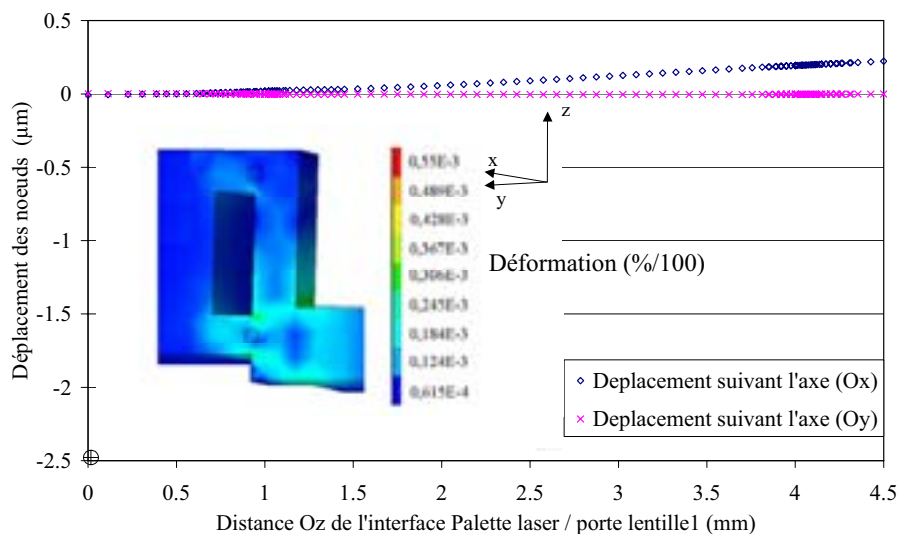 0.5
0
-0.5
-1
-1.5
-2
-2.5
Déplacement des noeuds (µm)
0,55E-3
0,489E-3
0,428E-3
0,367E-3
0,306E-3
0,245E-3
0,184E-3
0,124E-3
0,615E-4
z
x
y
Déformation (%/100)
Deplacement suivant l'axe (Ox)
Deplacement suivant l'axe (Oy)
0 0.5 1 1.5 2 2.5 3 3.5 4 4.5
Distance Oz de l'interface Palette laser / porte lentille1 (mm)